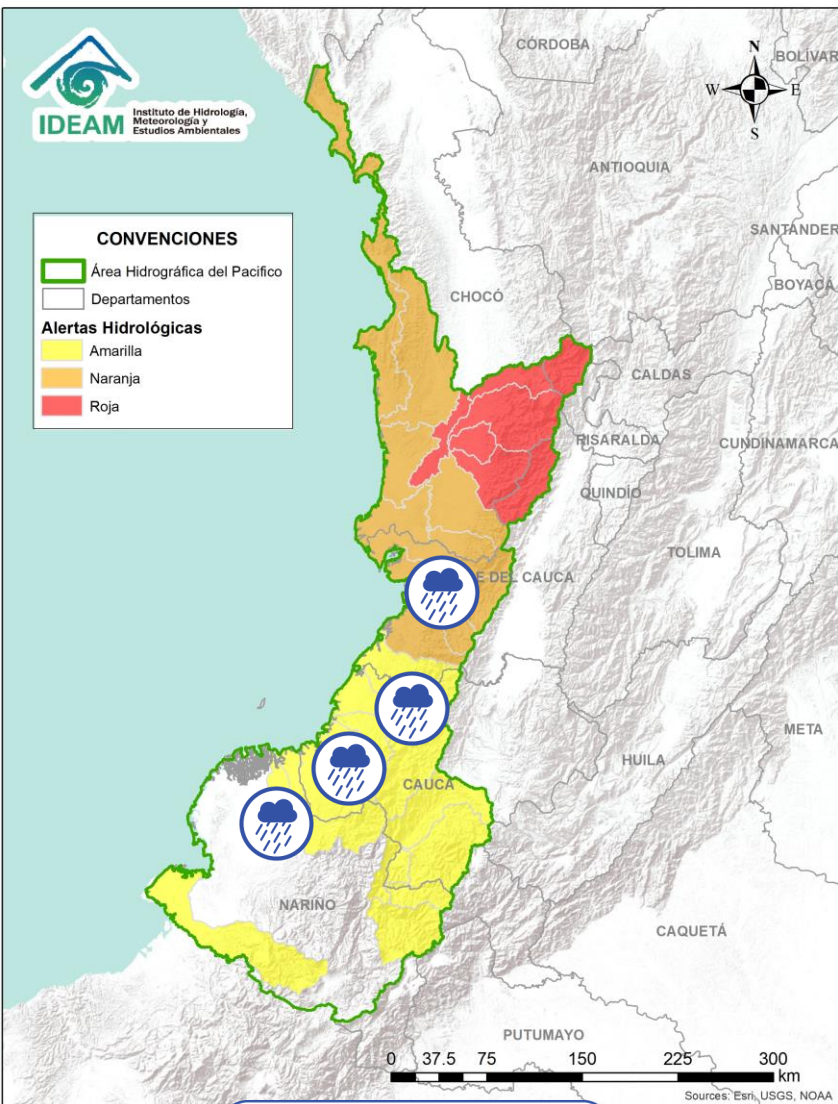 IDEAM
Instituto de Hidrología,
Meteorología y
Estudios Ambientales
N
W E
S
CÓRDOBA
BOLÍVAR
ANTIOQUIA
SANTANDER
BOYACÁ
CHOCÓ
CALDAS
RISARALDA
CUNDINAMARCA
QUINDÍO
TOLIMA
E DEL CAUCA
META
HUILA
CAUCA
NARIÑO
CAQUETÁ
PUTUMAYO
CONVENCIONES
Área Hidrográfica del Pacifico
Departamentos
Alertas Hidrológicas
Amarilla
Naranja
Roja
0 37.5 75 150 225 300
km
Sources: Esri, USGS, NOAA